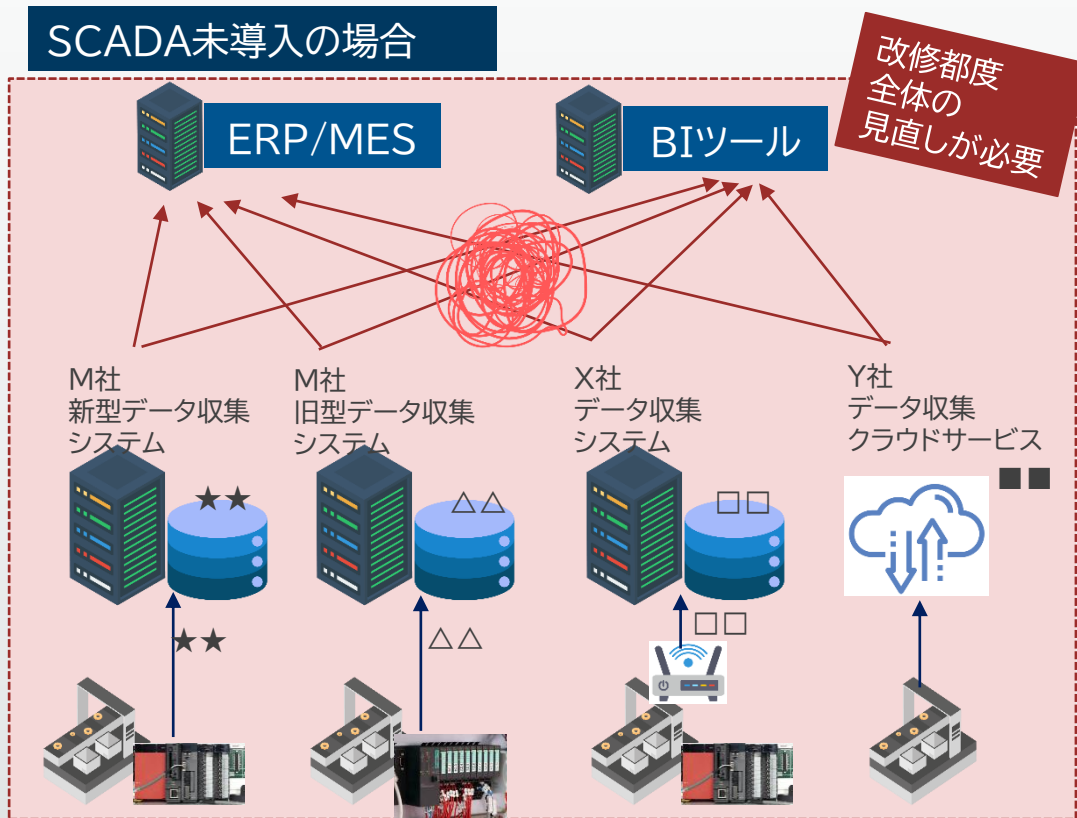 SCADA未導入の場合
改修都度
全体の
見直しが必要
ERP/MES
BIツール
M社
新型データ収集
システム
M社
旧型データ収集
システム
X社
データ収集
システム
Y社
データ収集
クラウドサービス
■■
★★
△△
□□
★★
△△
□□